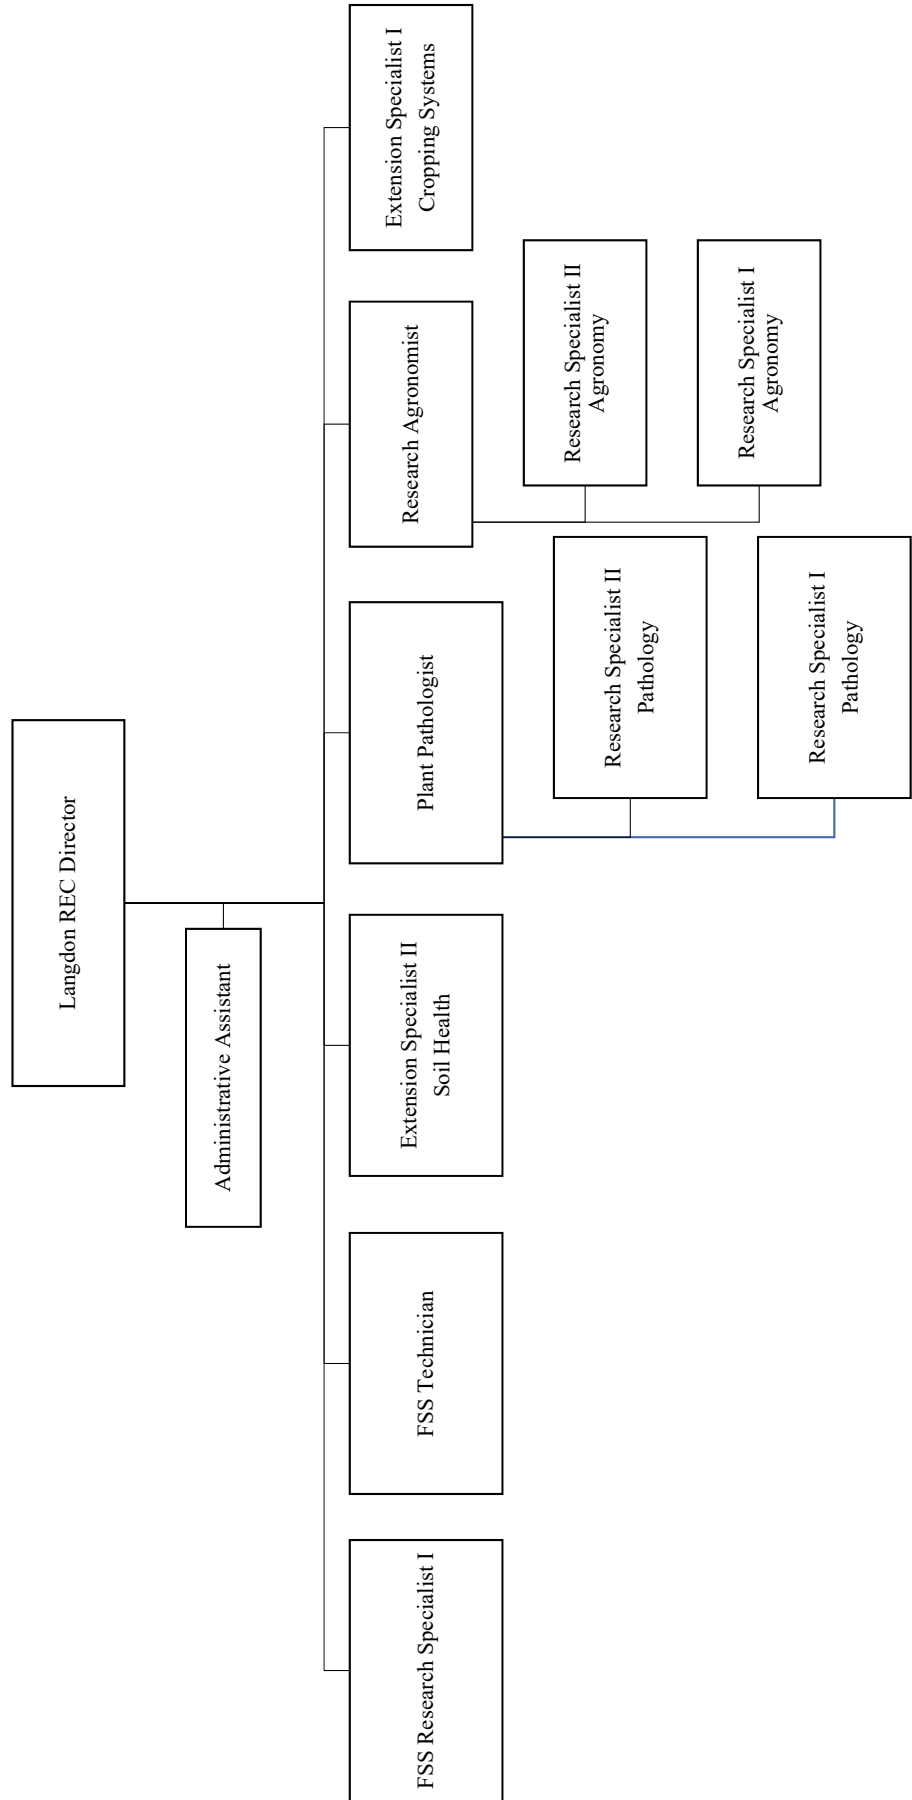 Langdon REC Director
Administrative Assistant
FSS Research Specialist I
FSS Technician
Extension Specialist II
Soil Health
Plant Pathologist
Research Agronomist
Extension Specialist I
Cropping Systems
Research Specialist II
Pathology
Research Specialist I
Pathology
Research Specialist II
Agronomy
Research Specialist I
Agronomy